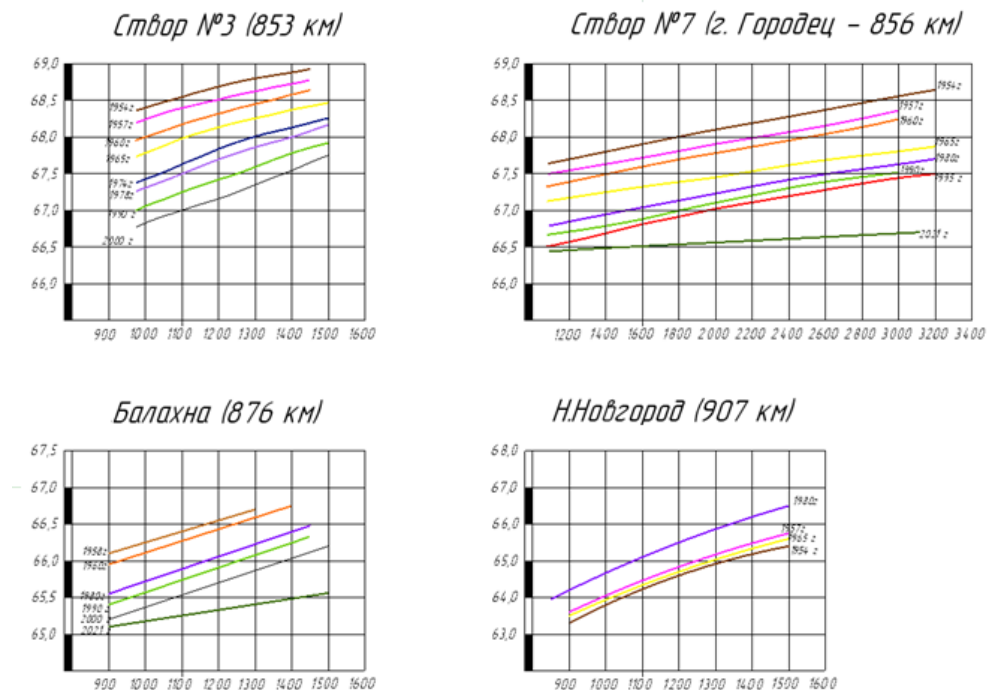 Створ №3 (853 км)
69,0
68,5
68,0
67,5
67,0
66,5
66,0
1954г
1957г
1960г
1965г
1974г
1978г
1990 г
2000 г
900 1000 1100 1200 1300 1400 1500 1600
Створ №7 (г. Городец - 856 км)
69,0
68,5
68,0
67,5
67,0
66,5
66,0
1954г
1957г
1960г
1965г
1980г
1990г
1995 г
2021 г
1200 1400 1600 1800 2000 2200 2400 2600 2800 3000 3200 3400
Балахна (876 км)
67,5
67,0
66,5
66,0
65,5
65,0
1958г
1960г
1980г
1990 г
2000 г
2021 г
900 1000 1100 1200 1300 1400 1500 1600
Н.Новгород (907 км)
68,0
67,0
66,0
65,0
64,0
63,0
1980г
1957г
1965 г
1954 г
900 1000 1100 1200 1300 1400 1500 1600